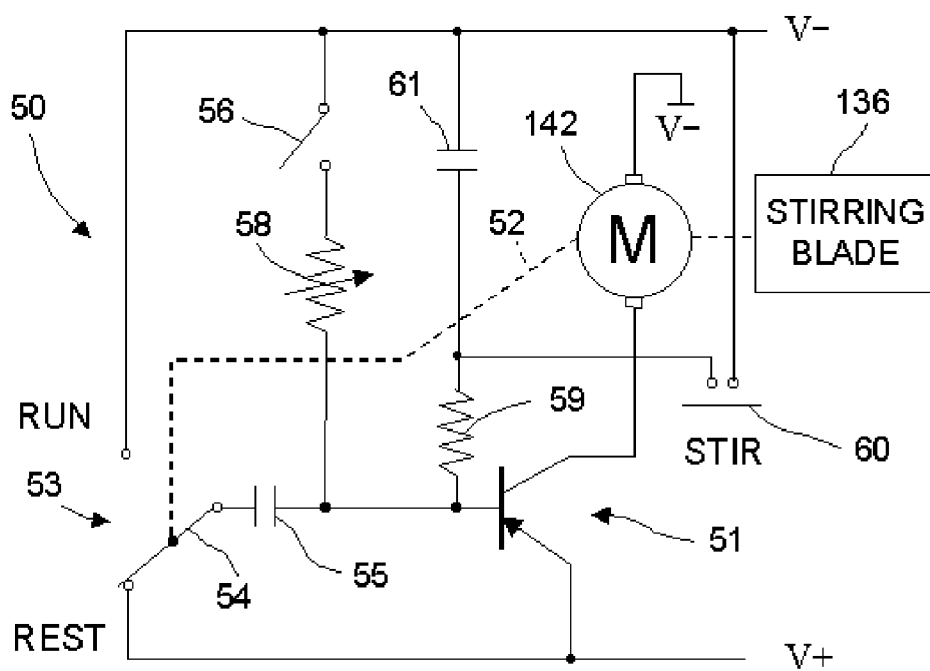 V−
50
56
61
142
V−
136
STIRRING
BLADE
58
52
M
RUN
59
STIR
60
53
54
55
51
REST
V+